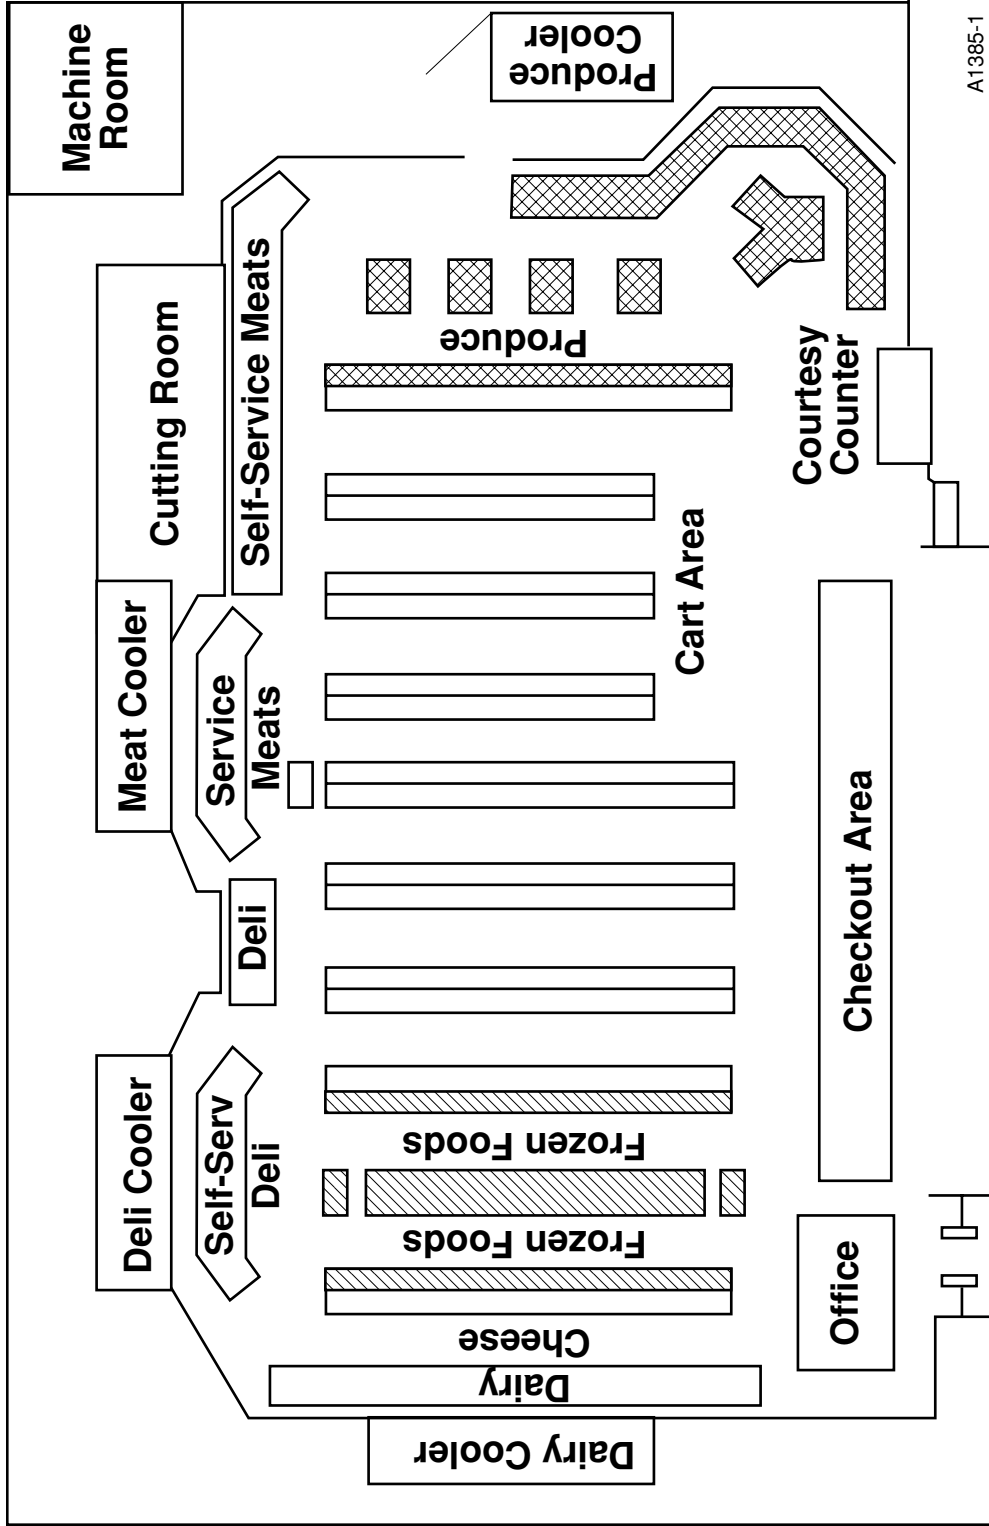 Machine
Room
Produce
Cooler
A1385-1
Cutting Room
Self-Service Meats
Produce
Courtesy
Counter
Meat Cooler
Service
Meats
Cart Area
Deli
Checkout Area
Deli Cooler
Self-Serv
Deli
Frozen Foods
Frozen Foods
Office
Cheese
Dairy
Dairy Cooler